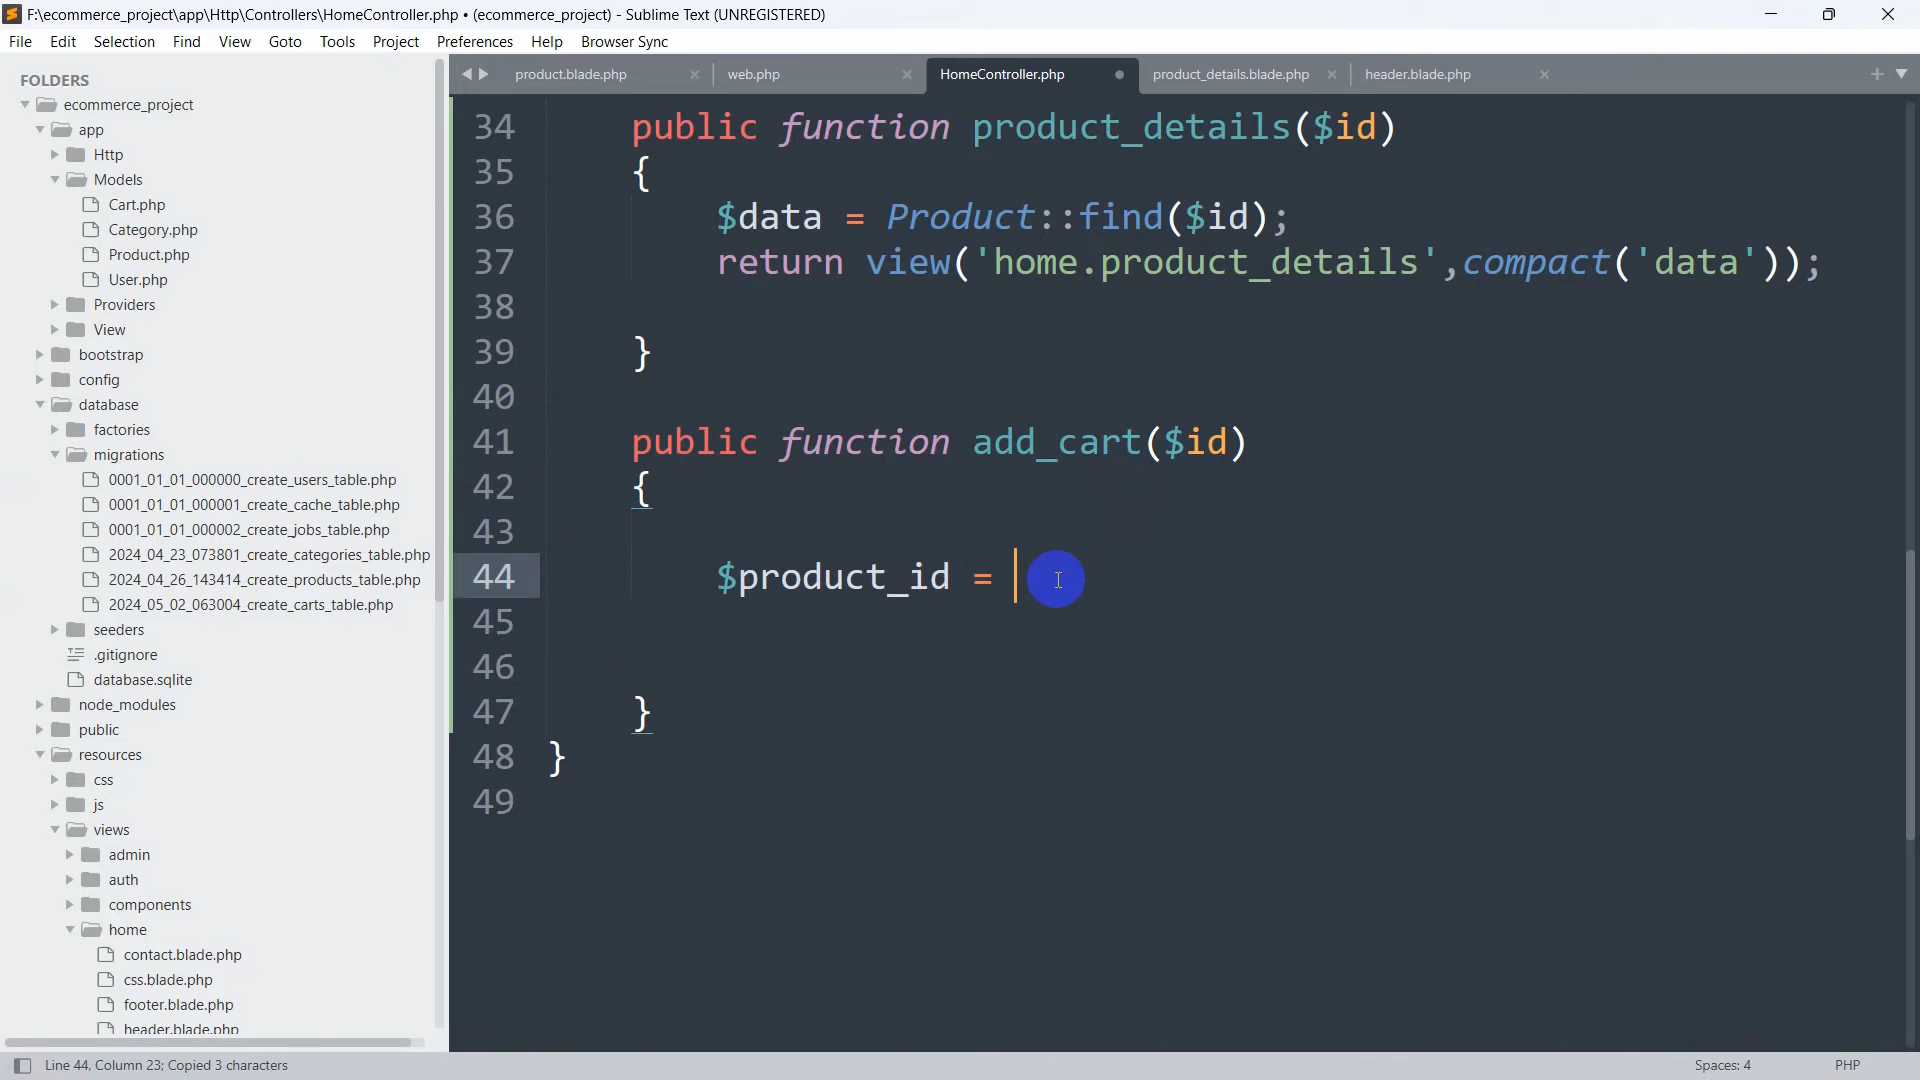 F:\ecommerce_project\app\Http\Controllers\HomeController.php • (ecommerce_project) - Sublime Text (UNREGISTERED)
File Edit Selection Find View Goto Tools Project Preferences Help Browser Sync
FOLDERS
ecommerce_project
app
Http
Models
Cart.php
Category.php
Product.php
User.php
Providers
View
bootstrap
config
database
factories
migrations
0001_01_01_000000_create_users_table.php
0001_01_01_000001_create_cache_table.php
0001_01_01_000002_create_jobs_table.php
2024_04_23_073801_create_categories_table.php
2024_04_26_143414_create_products_table.php
2024_05_02_063004_create_carts_table.php
seeders
.gitignore
database.sqlite
node_modules
public
resources
css
js
views
admin
auth
components
home
contact.blade.php
css.blade.php
footer.blade.php
header.blade.php
product.blade.php web.php HomeController.php product_details.blade.php header.blade.php
34 public function product_details($id)
35 {
36 $data = Product::find($id);
37 return view('home.product_details',compact('data'));
38
39 }
40
41 public function add_cart($id)
42 {
43
44 $product_id =
45
46
47 }
48 }
49
Line 44, Column 23; Copied 3 characters Spaces: 4 PHP